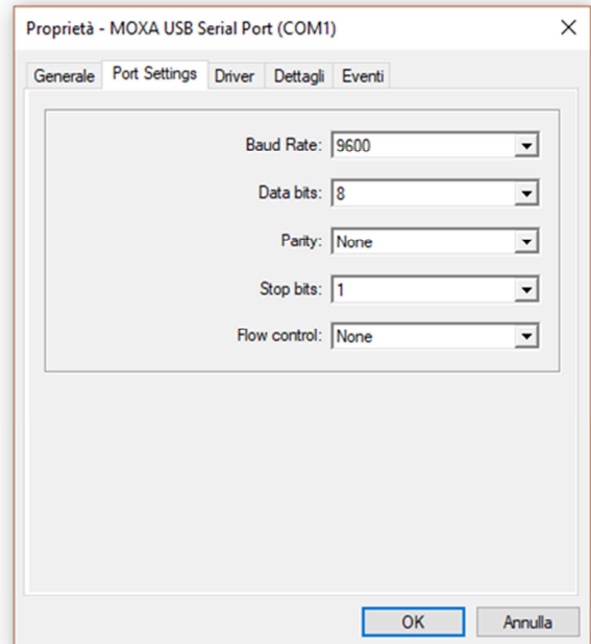 Proprietà - MOXA USB Serial Port (COM1)
Generale Port Settings Driver Dettagli Eventi
Baud Rate: 9600
Data bits: 8
Parity: None
Stop bits: 1
Flow control: None
OK Annulla